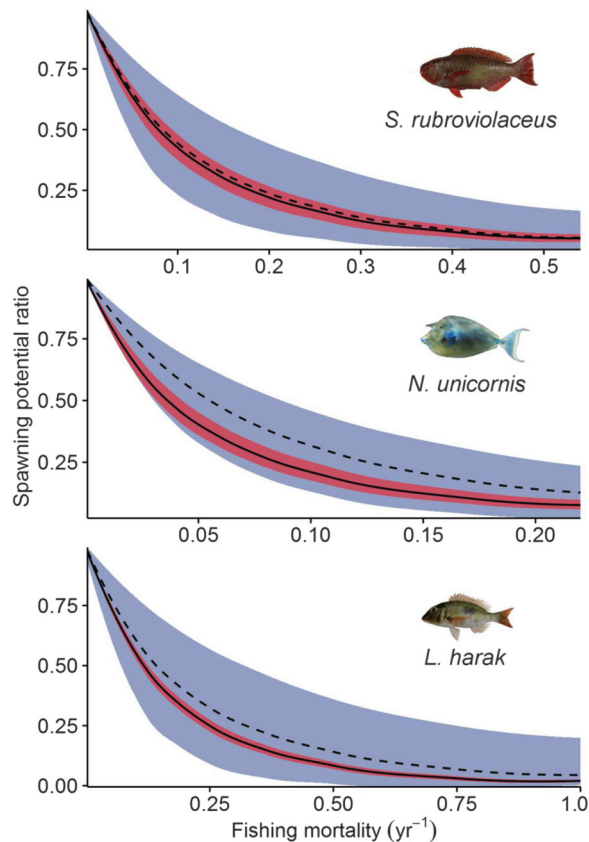 0.75
0.50
0.25
S. rubroviolaceus
0.1 0.2 0.3 0.4 0.5
0.75
0.50
0.25
N. unicornis
0.05 0.10 0.15 0.20
0.75
0.50
0.25
0.00
L. harak
0.25 0.50 0.75 1.0
Spawning potential ratio
Fishing mortality (yr⁻¹)